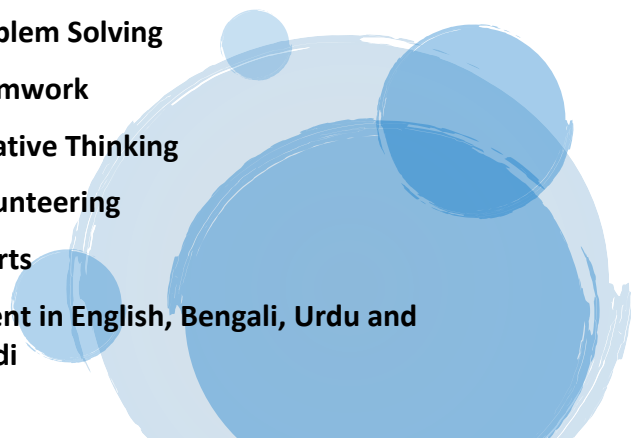 blem Solving
mwork
ative Thinking
unteering
rts
ent in English, Bengali, Urdu and
di